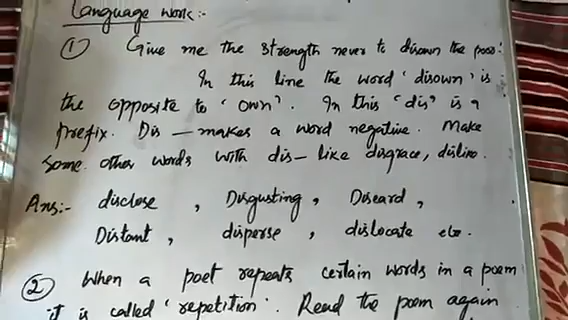 Language work:-
① Give me the strength never to disown the poor:
In this line the word 'disown' is
the opposite to 'own'. In this 'dis' is a
prefix. Dis – makes a word negative. Make
some other words with dis– like disgrace, dislike.
Ans:- disclose , Disgusting , Discard ,
Distant , disperse , dislocate etc.
② When a poet repeats certain words in a poem
it is called 'repetition'. Read the poem again